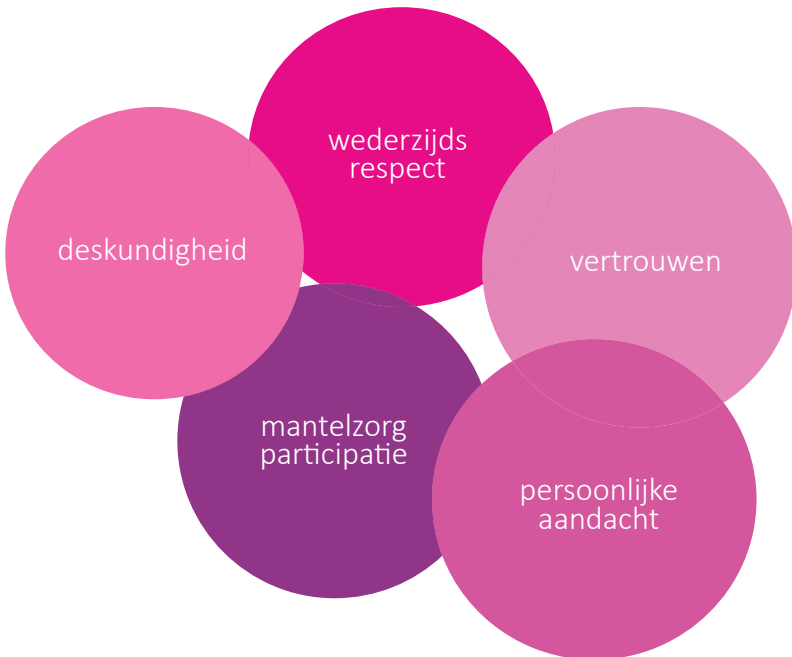 wederzijds
respect
deskundigheid
vertrouwen
mantelzorg
participatie
persoonlijke
aandacht